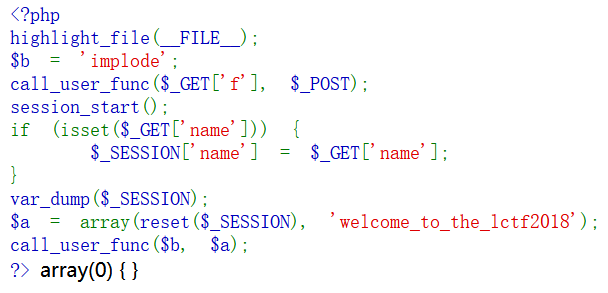 <?php
highlight_file(__FILE__);
$b = 'implode';
call_user_func($_GET['f'], $_POST);
session_start();
if (isset($_GET['name'])) {
$_SESSION['name'] = $_GET['name'];
}
var_dump($_SESSION);
$a = array(reset($_SESSION), 'welcome_to_the_lctf2018');
call_user_func($b, $a);
?> array(0) { }